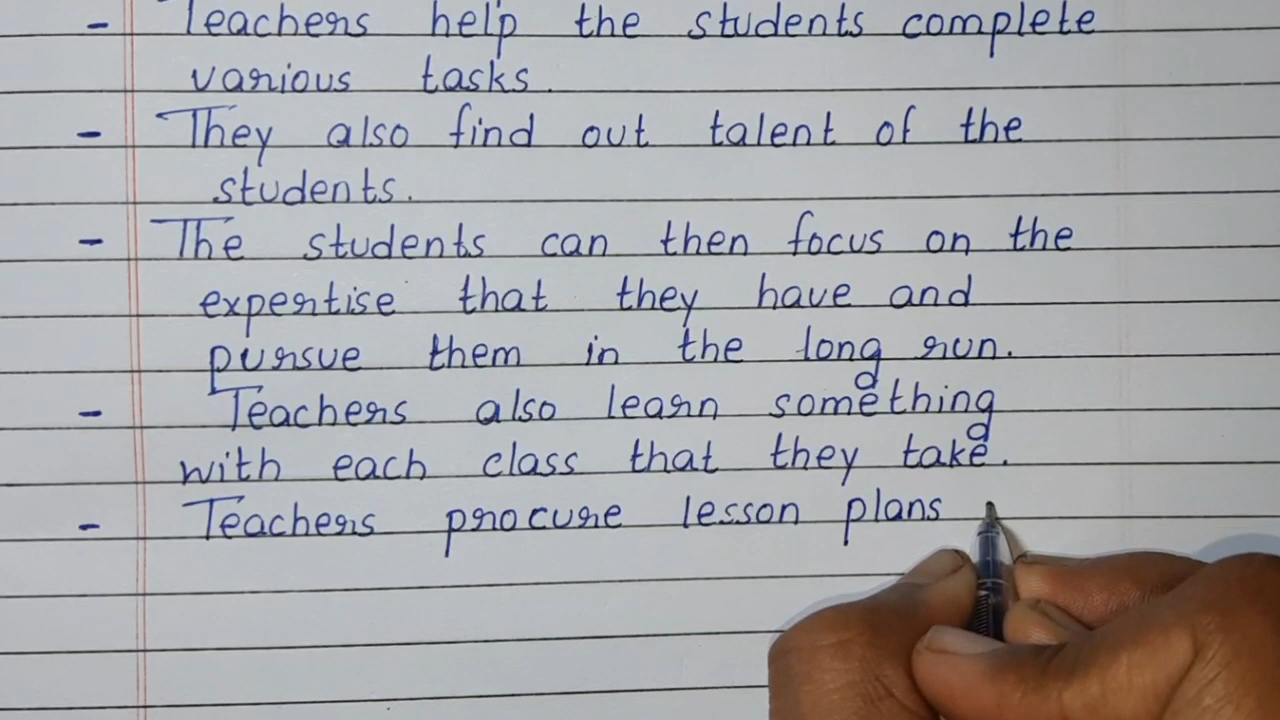 - Teachers help the students complete
various tasks.
- They also find out talent of the
students.
- The students can then focus on the
expertise that they have and
pursue them in the long run.
- Teachers also learn something
with each class that they take.
- Teachers procure lesson plans